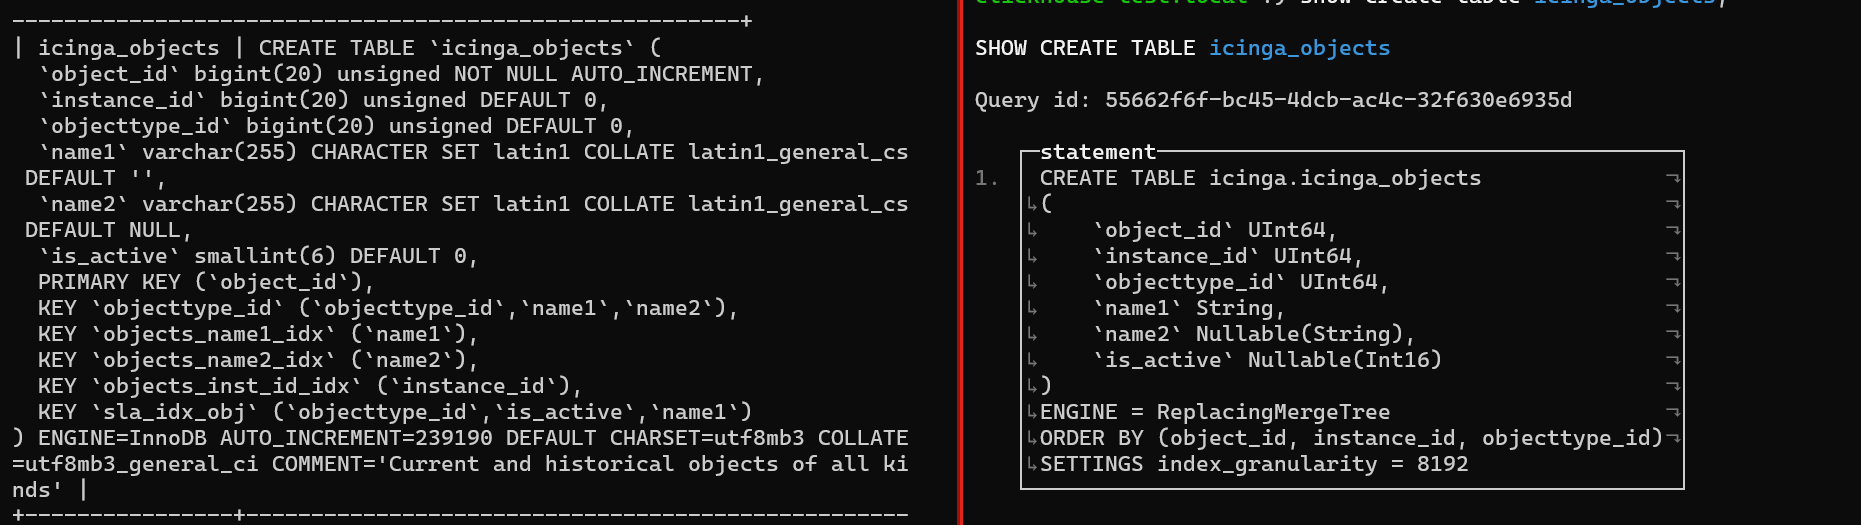 --------------------------------------------------------+
| icinga_objects | CREATE TABLE `icinga_objects` (
  `object_id` bigint(20) unsigned NOT NULL AUTO_INCREMENT,
  `instance_id` bigint(20) unsigned DEFAULT 0,
  `objecttype_id` bigint(20) unsigned DEFAULT 0,
  `name1` varchar(255) CHARACTER SET latin1 COLLATE latin1_general_cs
 DEFAULT '',
  `name2` varchar(255) CHARACTER SET latin1 COLLATE latin1_general_cs
 DEFAULT NULL,
  `is_active` smallint(6) DEFAULT 0,
  PRIMARY KEY (`object_id`),
  KEY `objecttype_id` (`objecttype_id`,`name1`,`name2`),
  KEY `objects_name1_idx` (`name1`),
  KEY `objects_name2_idx` (`name2`),
  KEY `objects_inst_id_idx` (`instance_id`),
  KEY `sla_idx_obj` (`objecttype_id`,`is_active`,`name1`)
) ENGINE=InnoDB AUTO_INCREMENT=239190 DEFAULT CHARSET=utf8mb3 COLLATE
=utf8mb3_general_ci COMMENT='Current and historical objects of all ki
nds' |
+----------------+---------------------------------------------------
show create table icinga_objects;
SHOW CREATE TABLE icinga_objects
Query id: 55662f6f-bc45-4dcb-ac4c-32f630e6935d
statement
1. CREATE TABLE icinga.icinga_objects
(
    `object_id` UInt64,
    `instance_id` UInt64,
    `objecttype_id` UInt64,
    `name1` String,
    `name2` Nullable(String),
    `is_active` Nullable(Int16)
)
ENGINE = ReplacingMergeTree
ORDER BY (object_id, instance_id, objecttype_id)
SETTINGS index_granularity = 8192